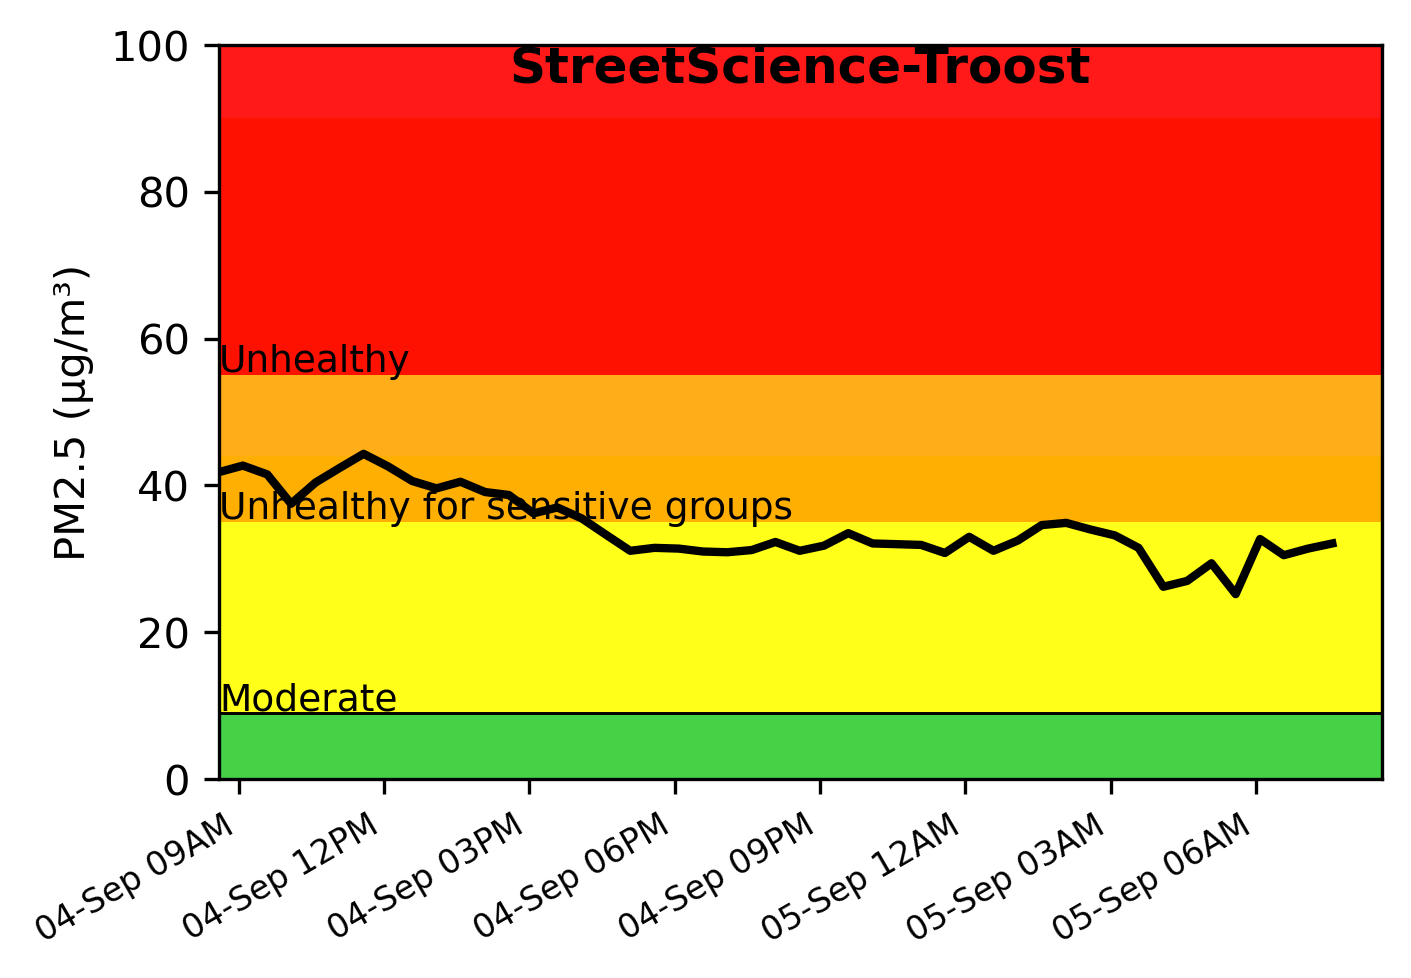 StreetScience-Troost
100
80
60
40
20
0
PM2.5 (µg/m³)
Unhealthy
Unhealthy for sensitive groups
Moderate
04-Sep 09AM
04-Sep 12PM
04-Sep 03PM
04-Sep 06PM
04-Sep 09PM
05-Sep 12AM
05-Sep 03AM
05-Sep 06AM